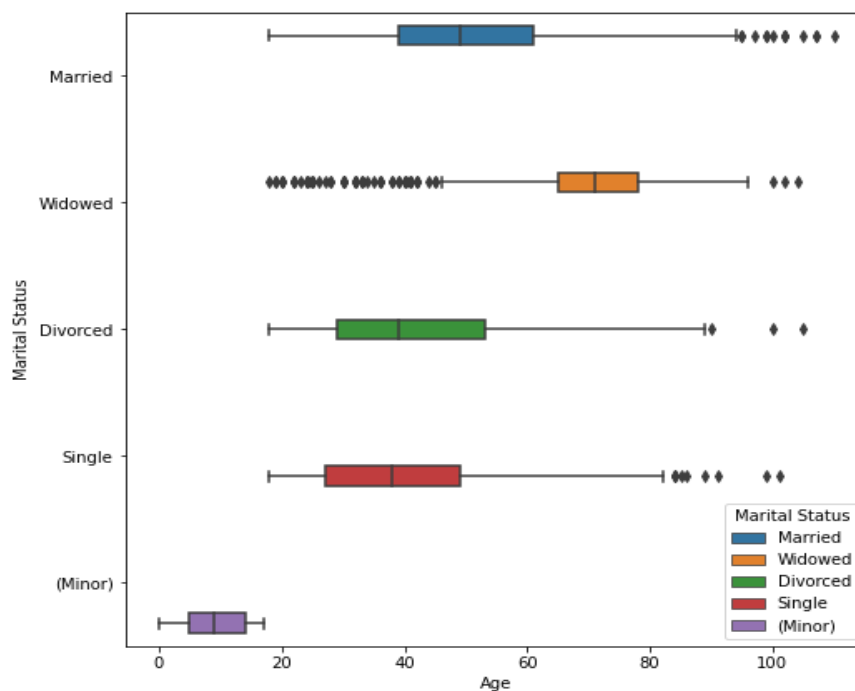 Married
Widowed
Divorced
Single
(Minor)
Marital Status
0 20 40 60 80 100
Age
Marital Status
Married
Widowed
Divorced
Single
(Minor)